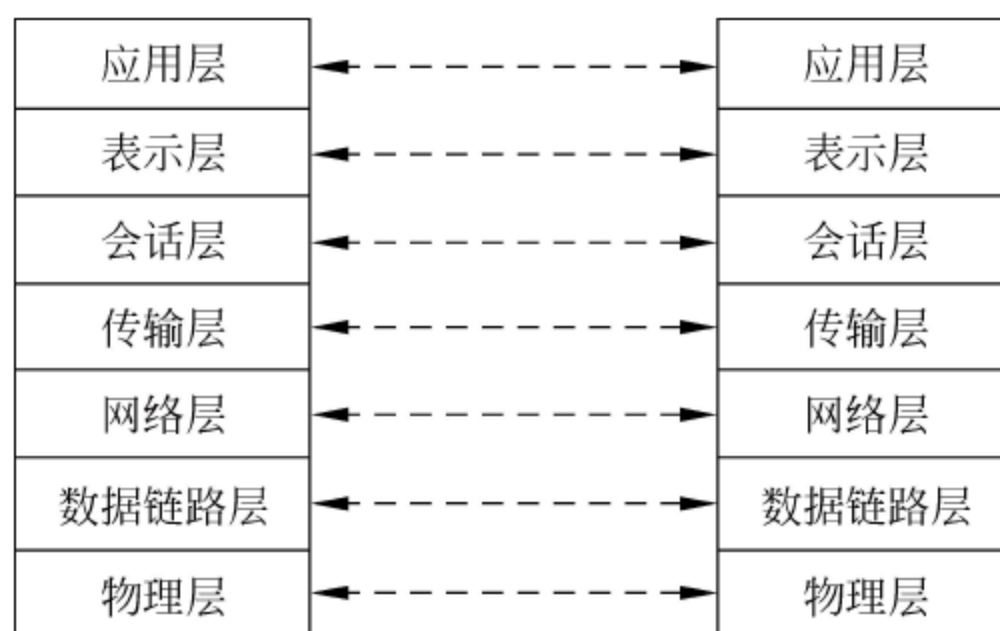 应用层 应用层
表示层 表示层
会话层 会话层
传输层 传输层
网络层 网络层
数据链路层 数据链路层
物理层 物理层